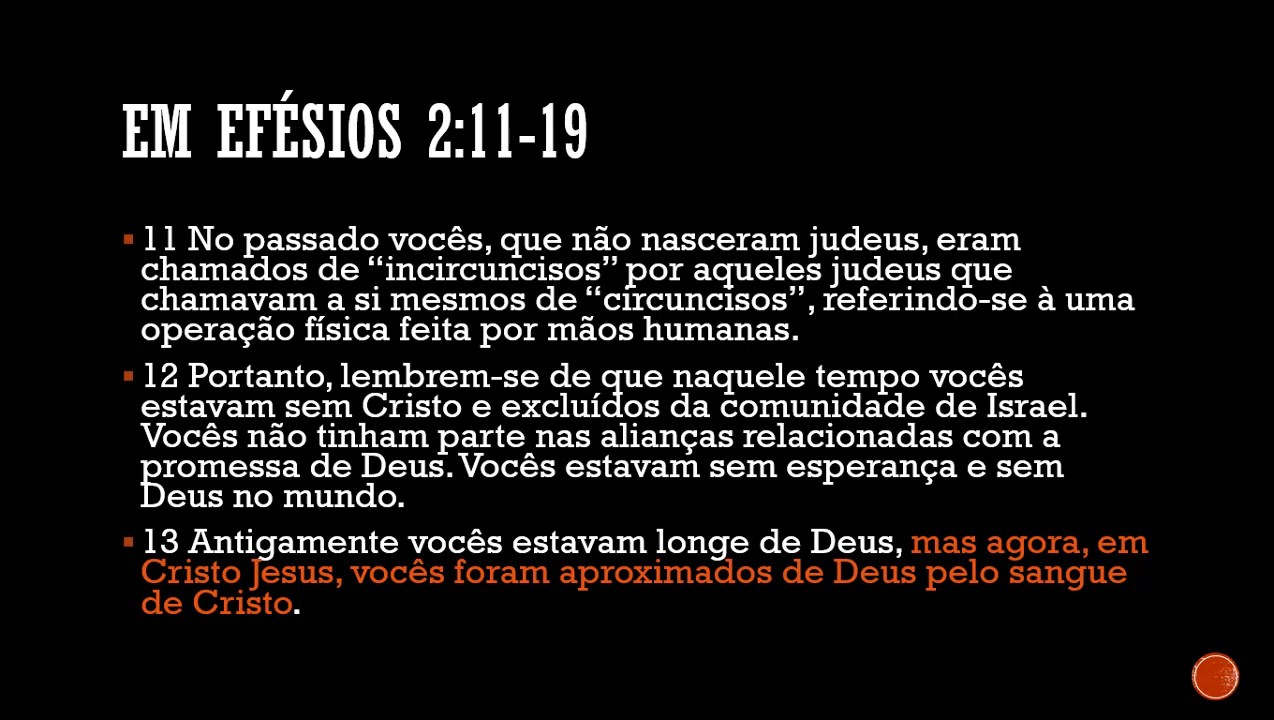 EM EFÉSIOS 2:11-19
▪ 11 No passado vocês, que não nasceram judeus, eram
chamados de “incircuncisos” por aqueles judeus que
chamavam a si mesmos de “circuncisos”, referindo-se à uma
operação física feita por mãos humanas.
▪ 12 Portanto, lembrem-se de que naquele tempo vocês
estavam sem Cristo e excluídos da comunidade de Israel.
Vocês não tinham parte nas alianças relacionadas com a
promessa de Deus. Vocês estavam sem esperança e sem
Deus no mundo.
▪ 13 Antigamente vocês estavam longe de Deus, mas agora, em
Cristo Jesus, vocês foram aproximados de Deus pelo sangue
de Cristo.